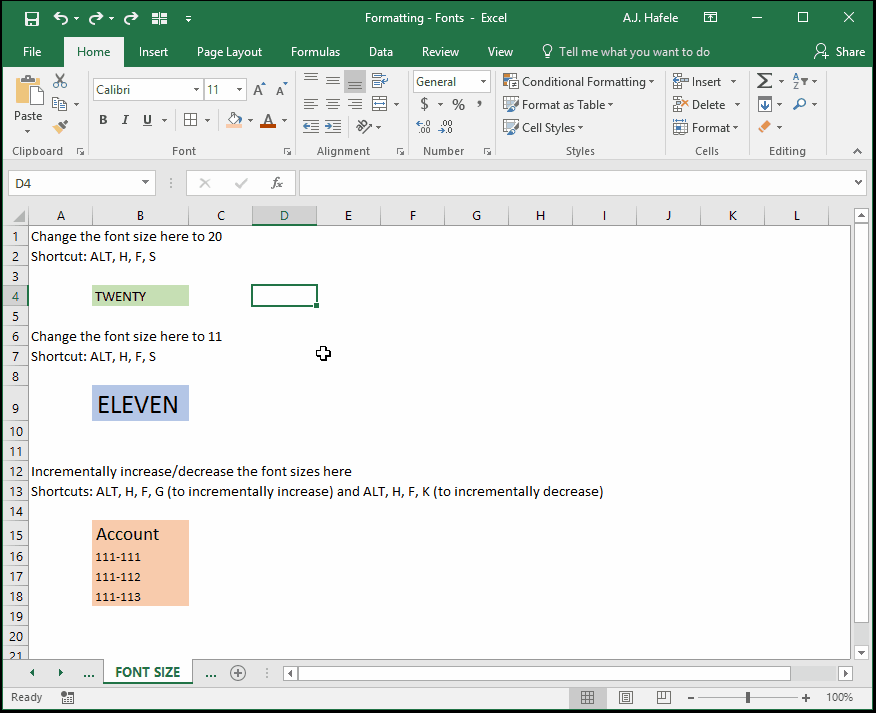 Formatting - Fonts - Excel
A.J. Hafele
File Home Insert Page Layout Formulas Data Review View Tell me what you want to do Share
Paste
Calibri 11 A A
B I U A
General
$ % ,
.00 .0
Conditional Formatting
Format as Table
Cell Styles
Insert
Delete
Format
Σ A Z
Clipboard Font Alignment Number Styles Cells Editing
D4 fx
A B C D E F G H I J K L
1 Change the font size here to 20
2 Shortcut: ALT, H, F, S
3
4 TWENTY
5
6 Change the font size here to 11
7 Shortcut: ALT, H, F, S
8
9 ELEVEN
10
11
12 Incrementally increase/decrease the font sizes here
13 Shortcuts: ALT, H, F, G (to incrementally increase) and ALT, H, F, K (to incrementally decrease)
14
15 Account
16 111-111
17 111-112
18 111-113
19
20
21
... FONT SIZE ...
Ready 100%